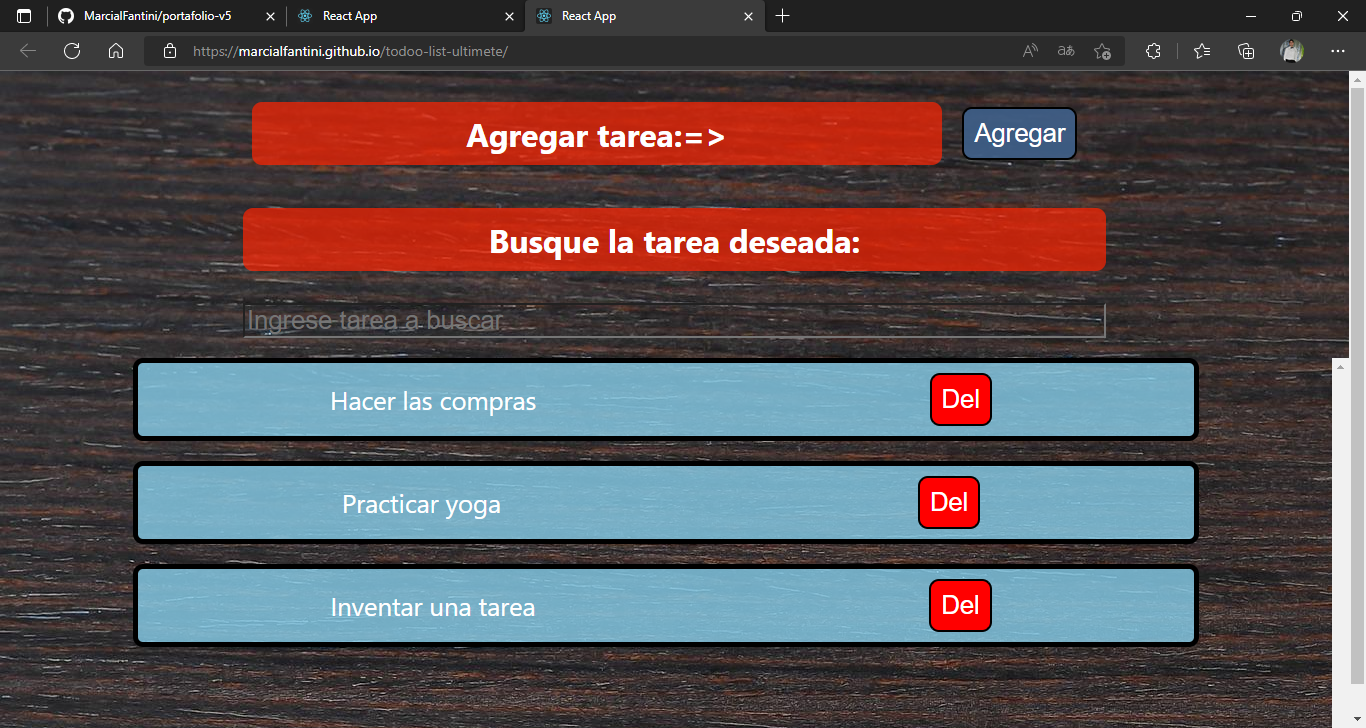 MarcialFantini/portafolio-v5
React App
React App
https://marcialfantini.github.io/todoo-list-ultimete/
Agregar tarea:=>
Agregar
Busque la tarea deseada:
Ingrese tarea a buscar
Hacer las compras
Del
Practicar yoga
Del
Inventar una tarea
Del